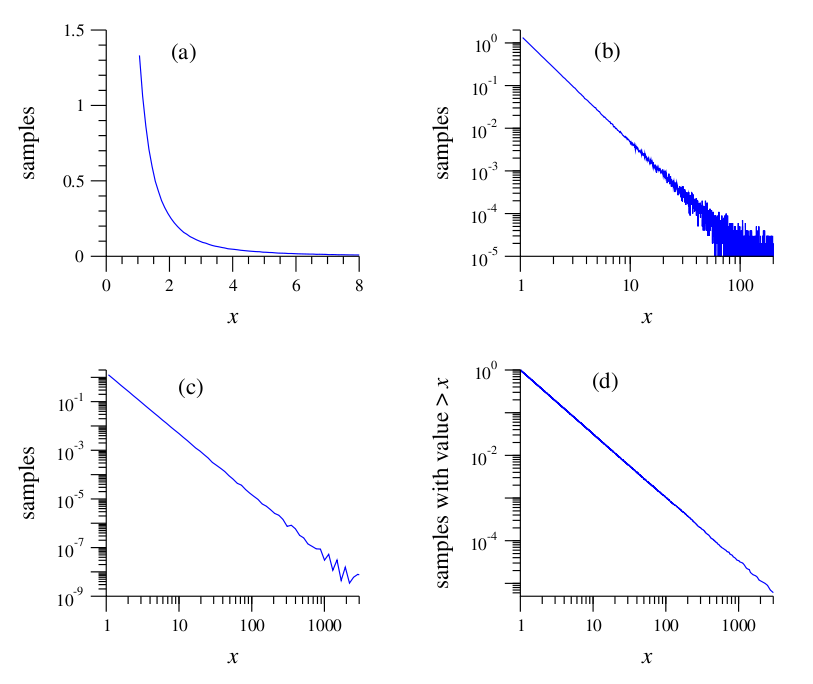 (a)
samples
1.5
1
0.5
0
0 2 4 6 8
x
(b)
samples
10^0
10^-1
10^-2
10^-3
10^-4
10^-5
1 10 100
x
(c)
samples
10^-1
10^-3
10^-5
10^-7
10^-9
1 10 100 1000
x
(d)
samples with value > x
10^0
10^-2
10^-4
1 10 100 1000
x